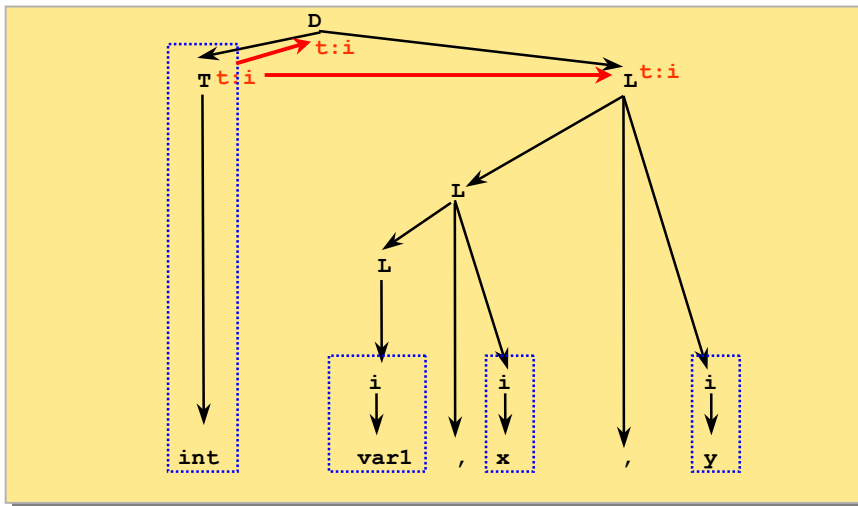 D
t:i
T t:i L t:i
L
L
i i i
int var1 , x , y